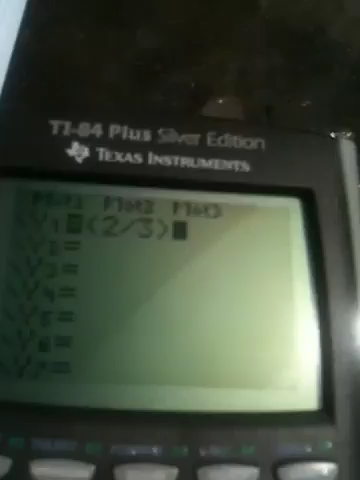 TI-84 Plus Silver Edition
TEXAS INSTRUMENTS
Plot1 Plot2 Plot3
\Y1=(2/3)
\Y2=
\Y3=
\Y4=
\Y5=
\Y6=
\Y7=